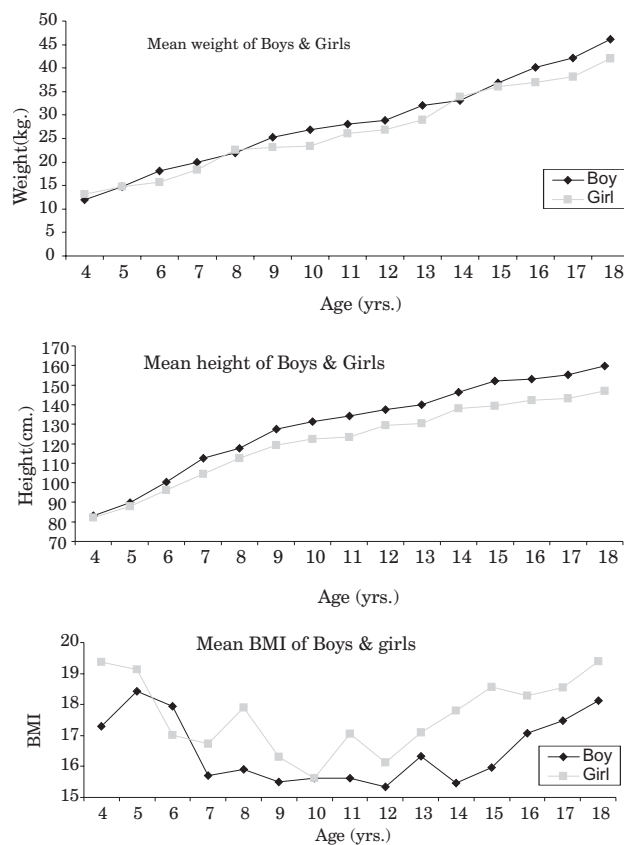 Mean weight of Boys & Girls
50
45
40
35
30
25
20
15
10
5
0
Weight(kg.)
Boy
Girl
4 5 6 7 8 9 10 11 12 13 14 15 16 17 18
Age (yrs.)
Mean height of Boys & Girls
170
160
150
140
130
120
110
100
90
80
70
Height(cm.)
4 5 6 7 8 9 10 11 12 13 14 15 16 17 18
Age (yrs.)
Mean BMI of Boys & girls
20
19
18
17
16
15
BMI
Boy
Girl
4 5 6 7 8 9 10 11 12 13 14 15 16 17 18
Age (yrs.)